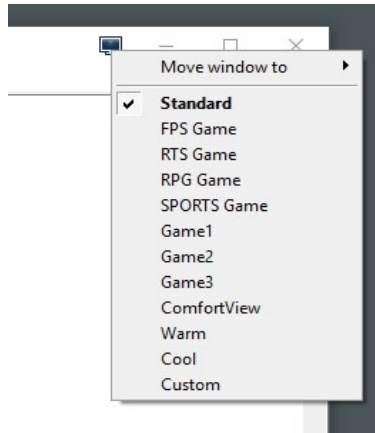 Move window to
Standard
FPS Game
RTS Game
RPG Game
SPORTS Game
Game1
Game2
Game3
ComfortView
Warm
Cool
Custom